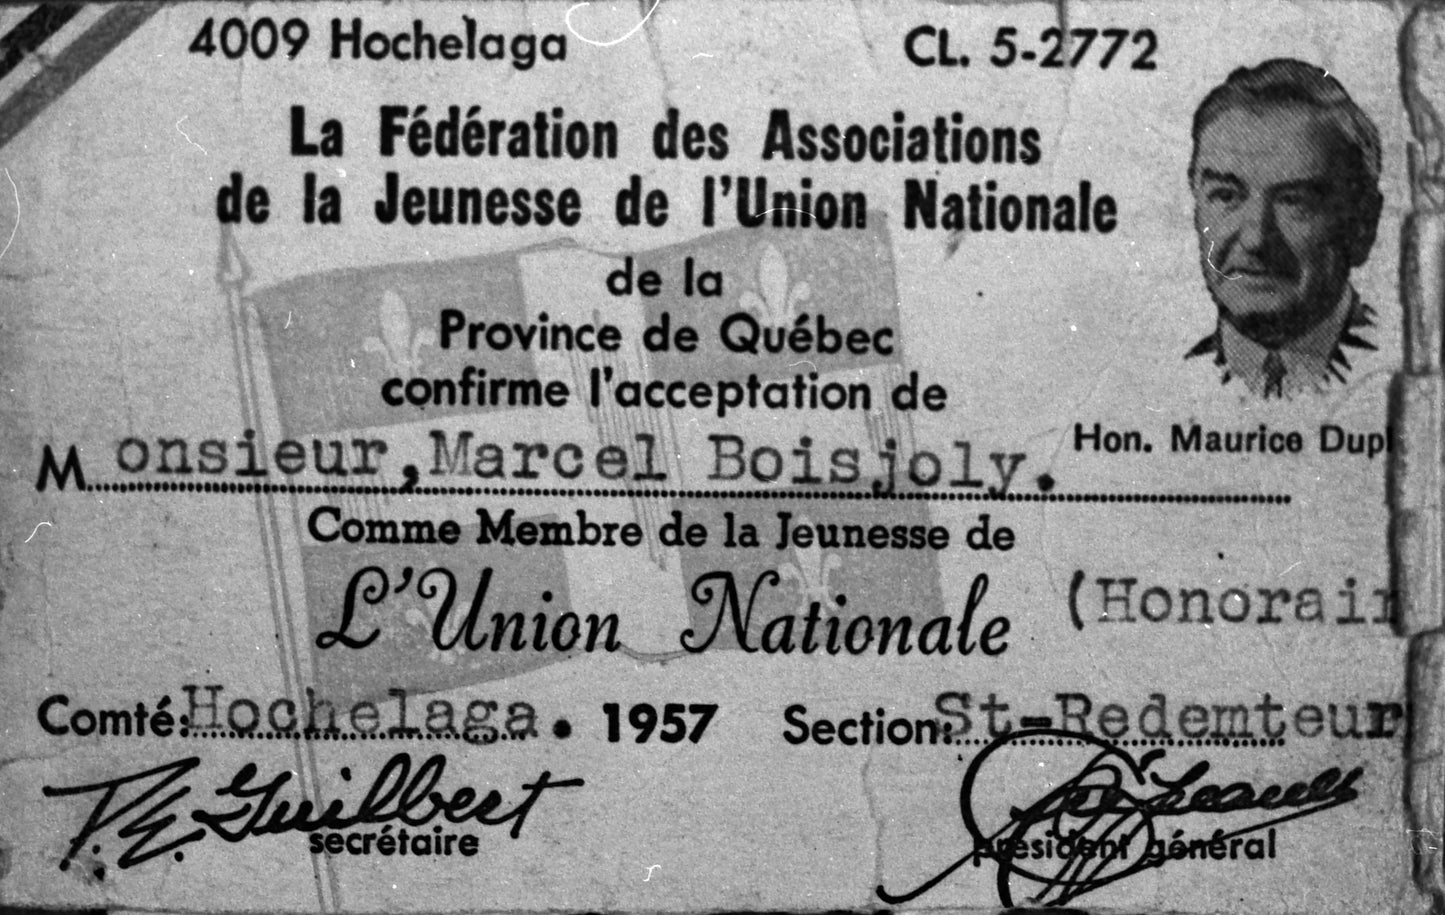 4009 Hochelaga CL. 5-2772
La Fédération des Associations
de la Jeunesse de l'Union Nationale
de la
Province de Québec
confirme l'acceptation de
Monsieur, Marcel Boisjoly.
Hon. Maurice Dupl
Comme Membre de la Jeunesse de
L'Union Nationale (Honorair
Comté: Hochelaga. 1957 Section: St-Redemteur
Guilbert
secrétaire
président général